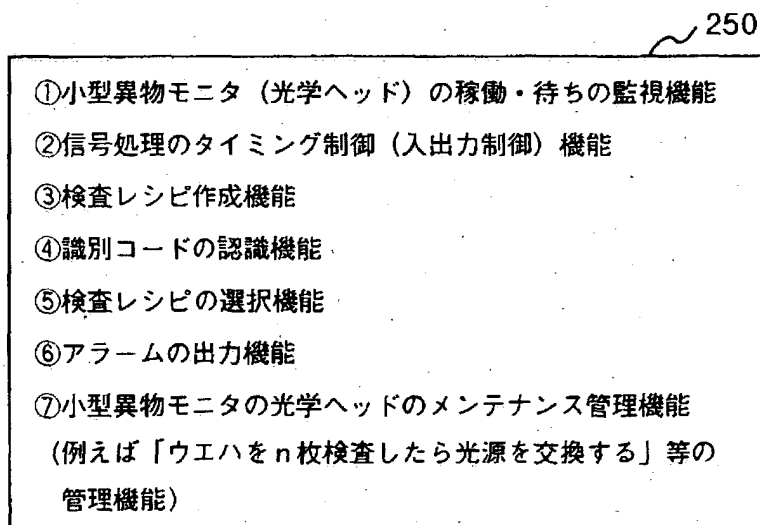 250
①小型異物モニタ（光学ヘッド）の稼働・待ちの監視機能
②信号処理のタイミング制御（入出力制御）機能
③検査レシピ作成機能
④識別コードの認識機能
⑤検査レシピの選択機能
⑥アラームの出力機能
⑦小型異物モニタの光学ヘッドのメンテナンス管理機能
（例えば「ウエハをn枚検査したら光源を交換する」等の
管理機能）